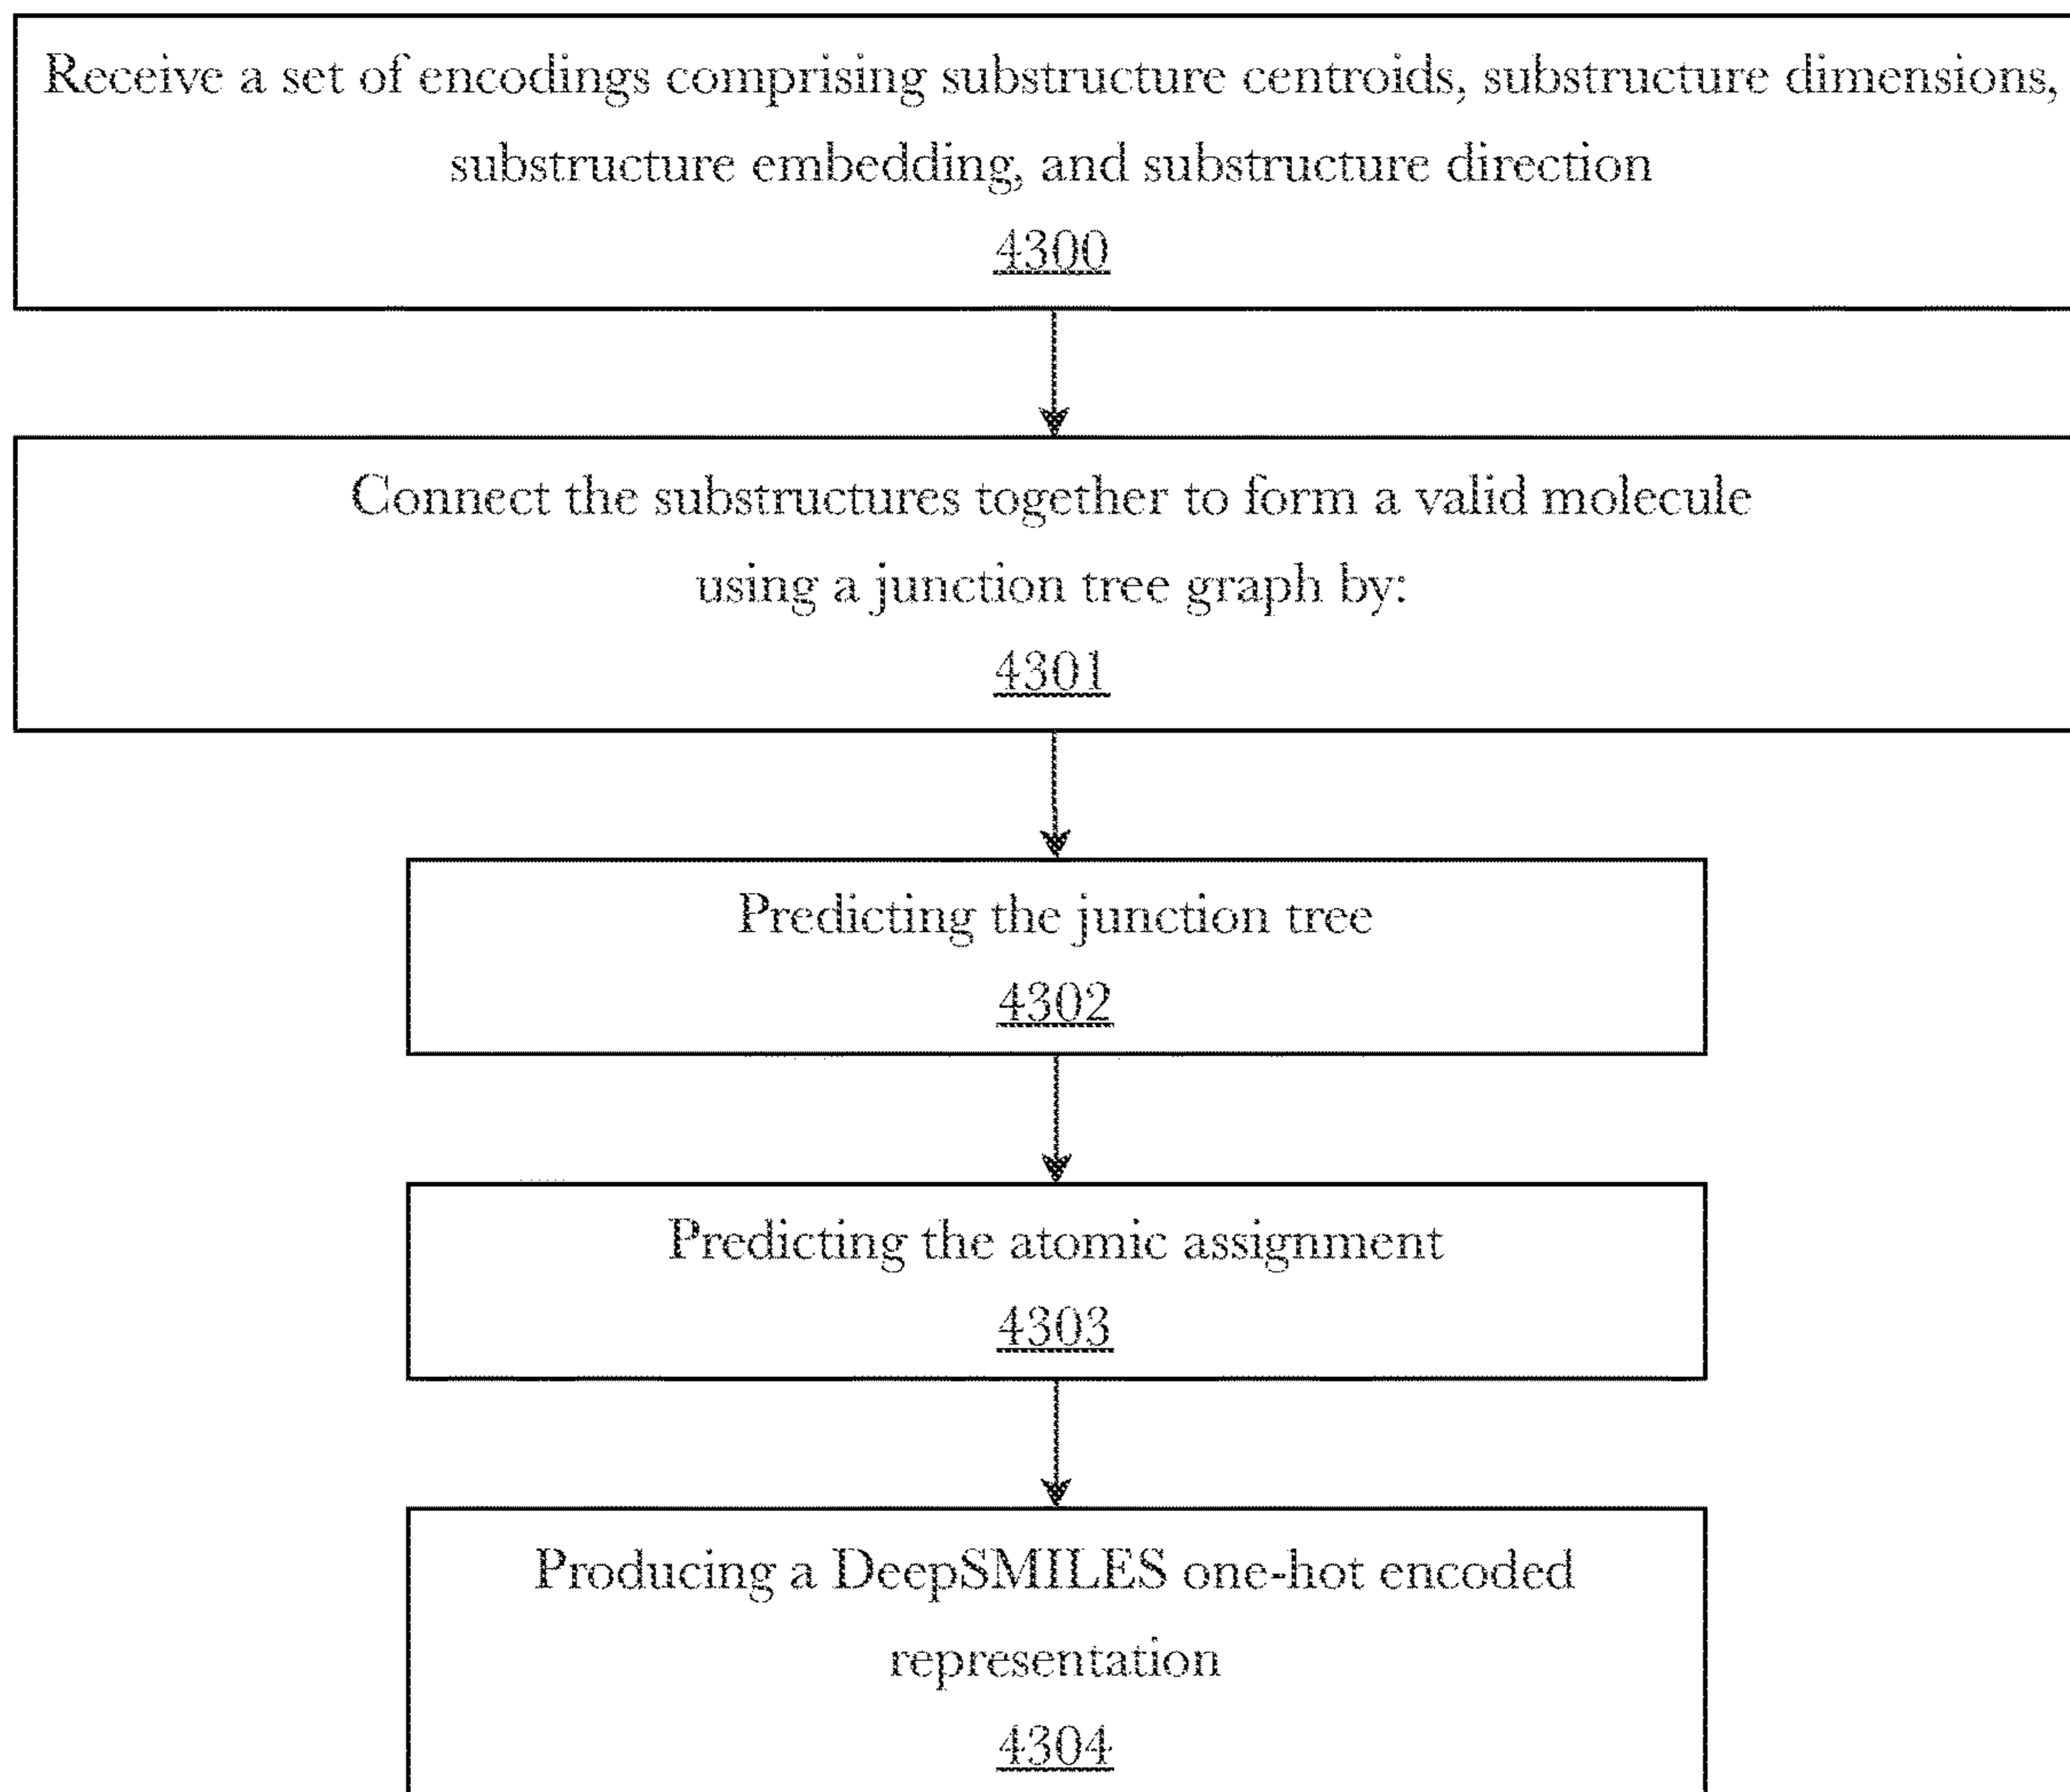 Receive a set of encodings comprising substructure centroids, substructure dimensions,
substructure embedding, and substructure direction
4300
Connect the substructures together to form a valid molecule
using a junction tree graph by:
4301
Predicting the junction tree
4302
Predicting the atomic assignment
4303
Producing a DeepSMILES one-hot encoded
representation
4304